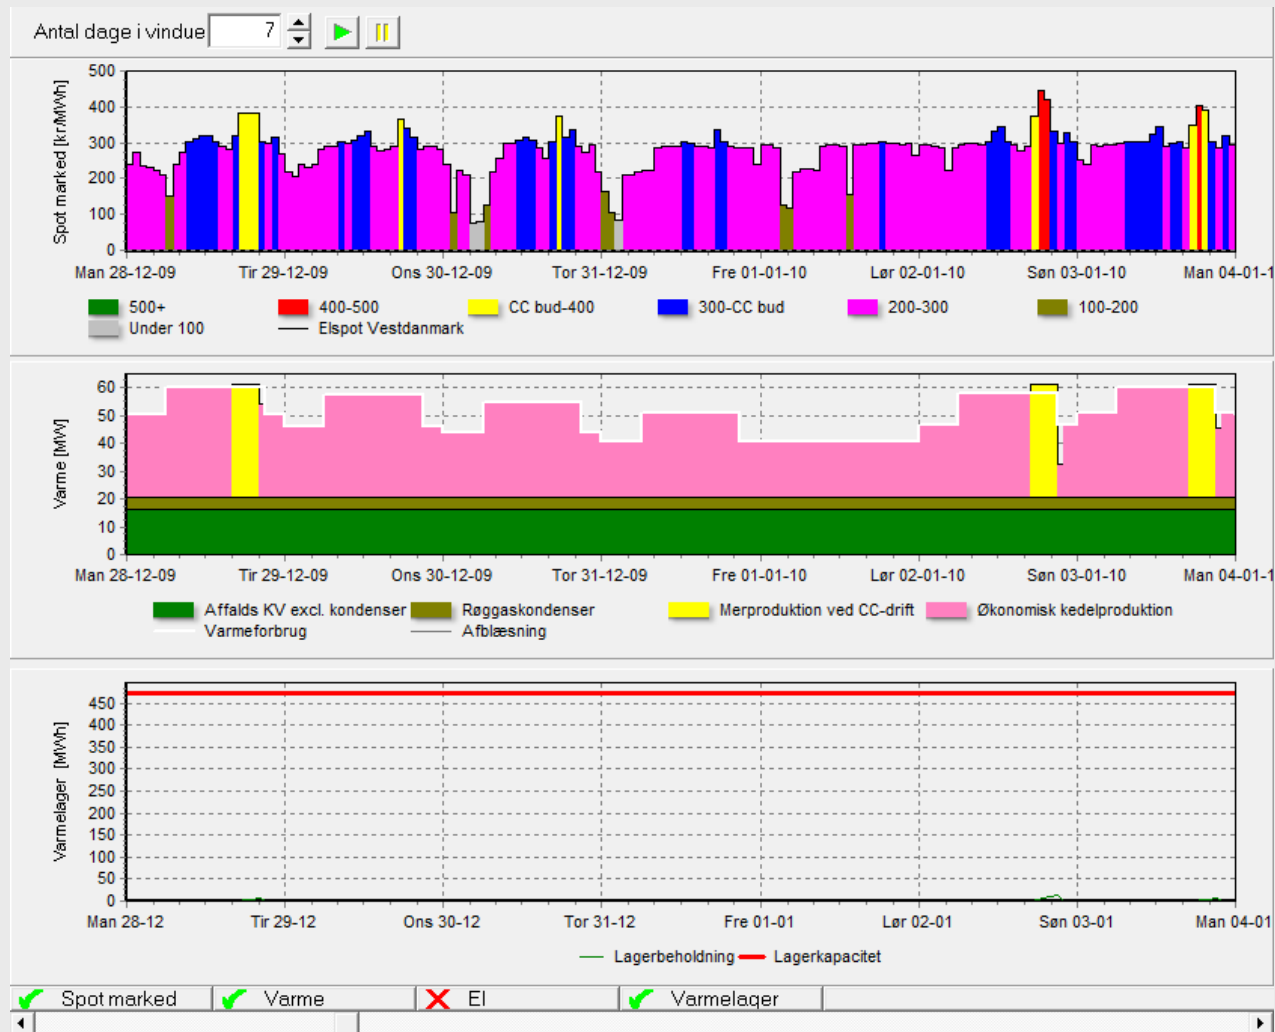 Antal dage i vindue 7
Spot marked [kr/MWh]
500
400
300
200
100
0
Man 28-12-09 Tir 29-12-09 Ons 30-12-09 Tor 31-12-09 Fre 01-01-10 Lør 02-01-10 Søn 03-01-10 Man 04-01-1
500+ 400-500 CC bud-400 300-CC bud 200-300 100-200
Under 100 Elspot Vestdanmark
Varme [MW]
60
50
40
30
20
10
0
Man 28-12-09 Tir 29-12-09 Ons 30-12-09 Tor 31-12-09 Fre 01-01-10 Lør 02-01-10 Søn 03-01-10 Man 04-01-1
Affalds KV excl. kondenser Røggaskondenser Merproduktion ved CC-drift Økonomisk kedelproduktion
Varmeforbrug Afblæsning
Varmelager [MWh]
450
400
350
300
250
200
150
100
50
0
Man 28-12 Tir 29-12 Ons 30-12 Tor 31-12 Fre 01-01 Lør 02-01 Søn 03-01 Man 04-01
Lagerbeholdning Lagerkapacitet
Spot marked Varme El Varmelager